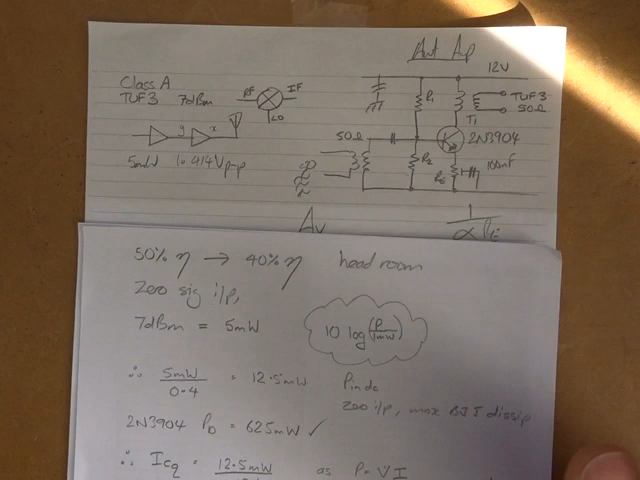 Ant Ap
12V
Class A
TUF3 7dBm
RF IF
LO
R1
TUF3
50Ω
T1
2N3904
50Ω
y x
R2
RE 100nF
5mW 1.414Vp-p
Av
1
αRE
50% η → 40% η head room
Zero sig i/p,
7dBm = 5mW
10 log(P/1mW)
∴ 5mW/0.4 = 12.5mW Pin dc
zero i/p, max BJT dissip
2N3904 PD = 625mW ✓
∴ Icq = 12.5mW as P=VI